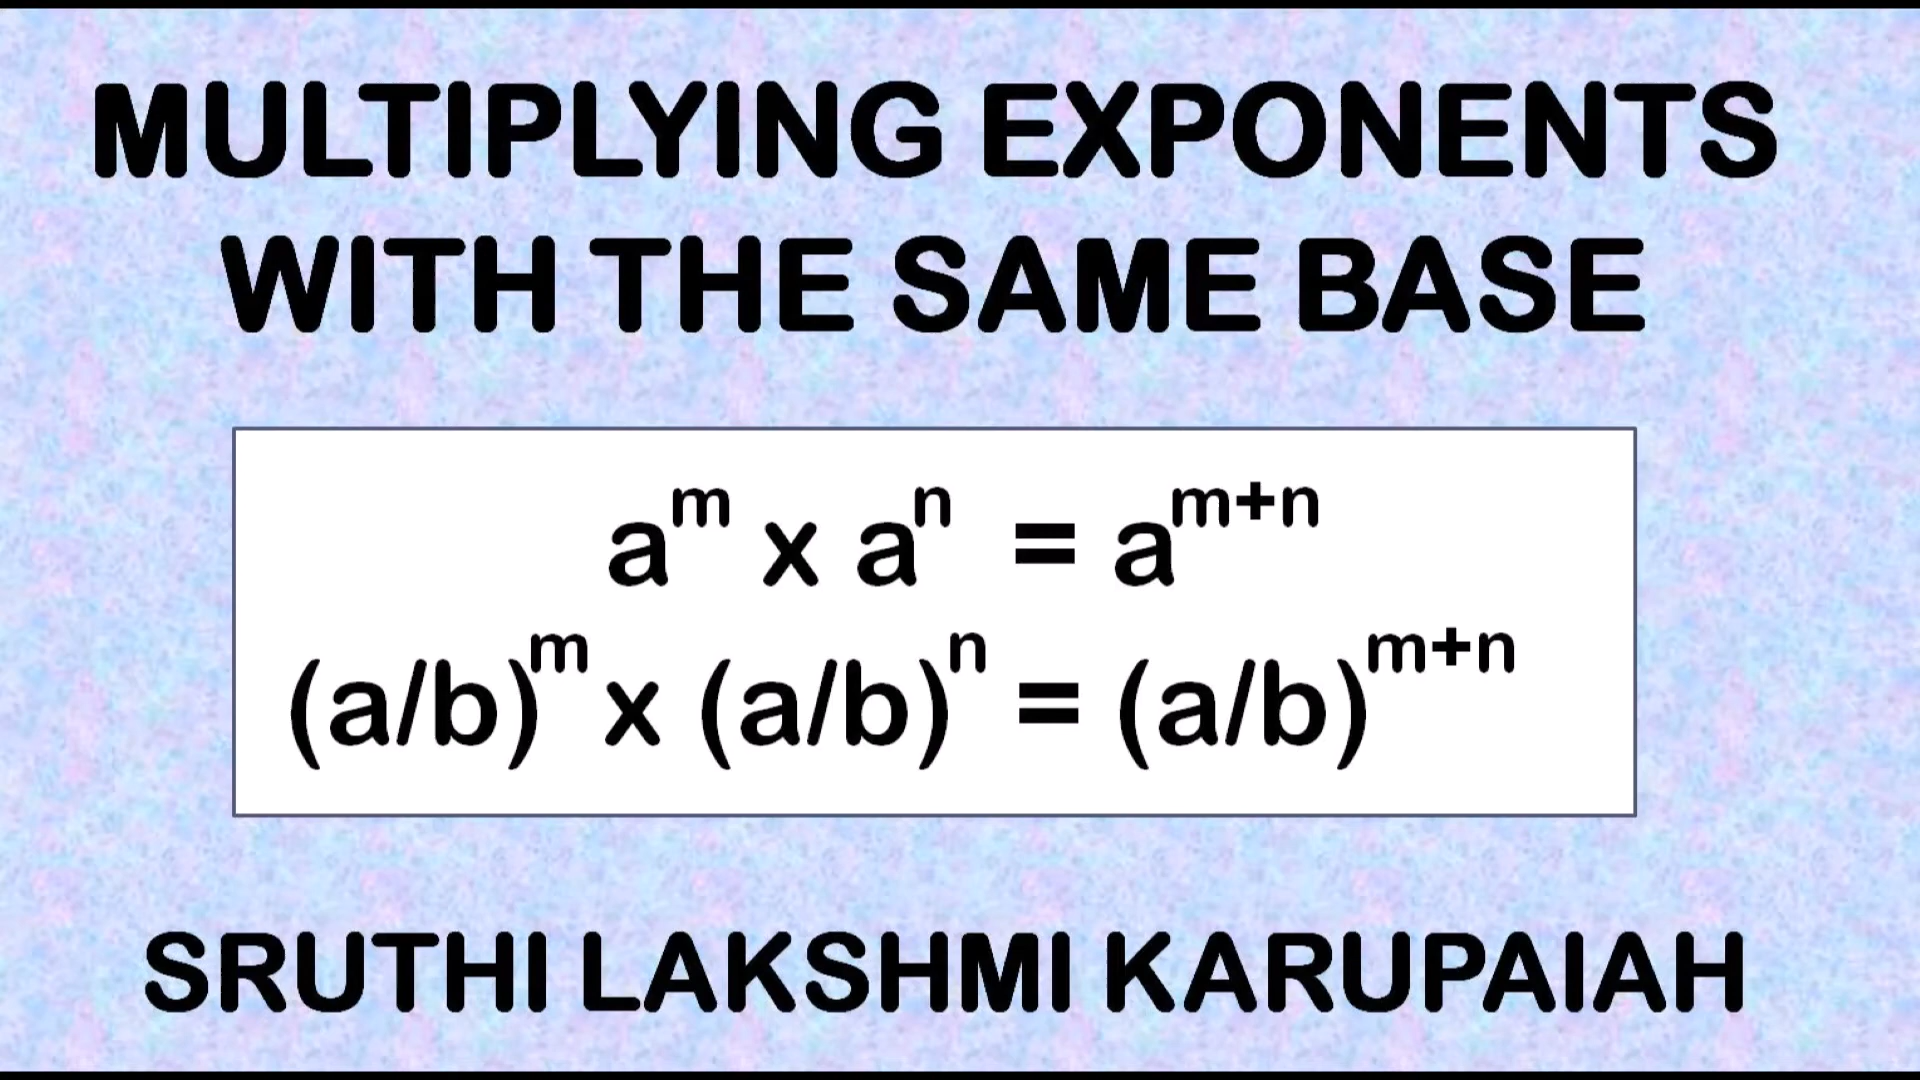 MULTIPLYING EXPONENTS
WITH THE SAME BASE
a^m x a^n = a^m+n
(a/b)^m x (a/b)^n = (a/b)^m+n
SRUTHI LAKSHMI KARUPAIAH